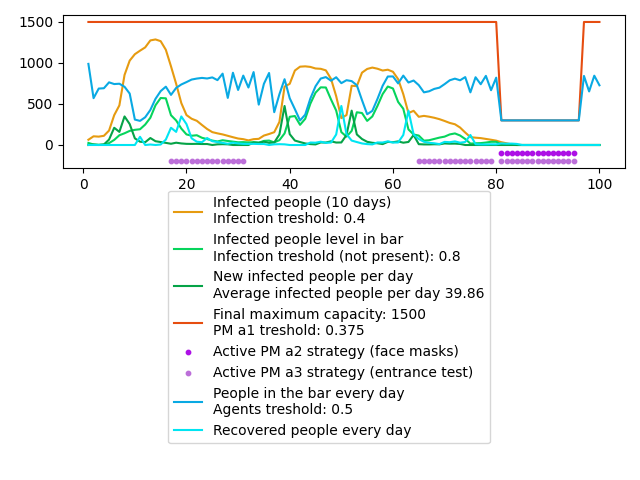 1500
1000
500
0
0
20
40
60
80
100
Infected people (10 days)
Infection treshold: 0.4
Infected people level in bar
Infection treshold (not present): 0.8
New infected people per day
Average infected people per day 39.86
Final maximum capacity: 1500
PM a1 treshold: 0.375
Active PM a2 strategy (face masks)
Active PM a3 strategy (entrance test)
People in the bar every day
Agents treshold: 0.5
Recovered people every day